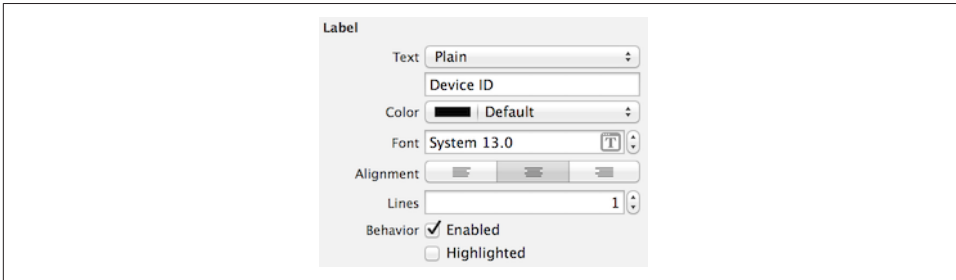 Label
Text Plain
Device ID
Color Default
Font System 13.0 T
Alignment
Lines 1
Behavior Enabled
Highlighted